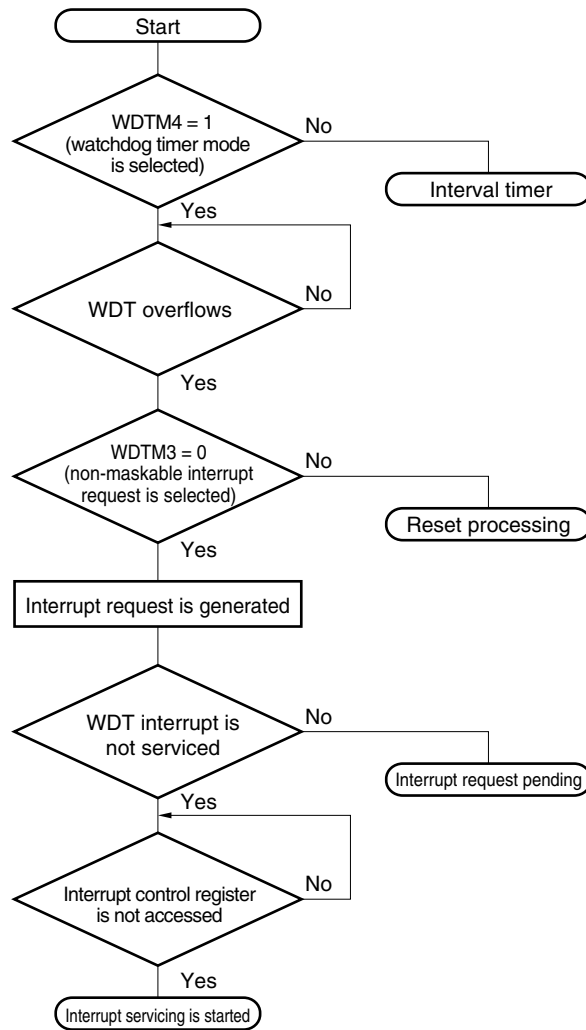 Start
WDTM4 = 1
(watchdog timer mode
is selected)
No
Interval timer
Yes
WDT overflows
No
Yes
WDTM3 = 0
(non-maskable interrupt
request is selected)
No
Reset processing
Yes
Interrupt request is generated
WDT interrupt is
not serviced
No
Interrupt request pending
Yes
Interrupt control register
is not accessed
No
Yes
Interrupt servicing is started